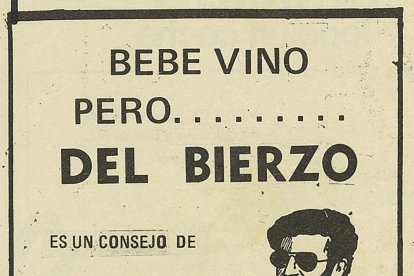 BEBE VINO
PERO.........
DEL BIERZO
ES UN CONSEJO DE